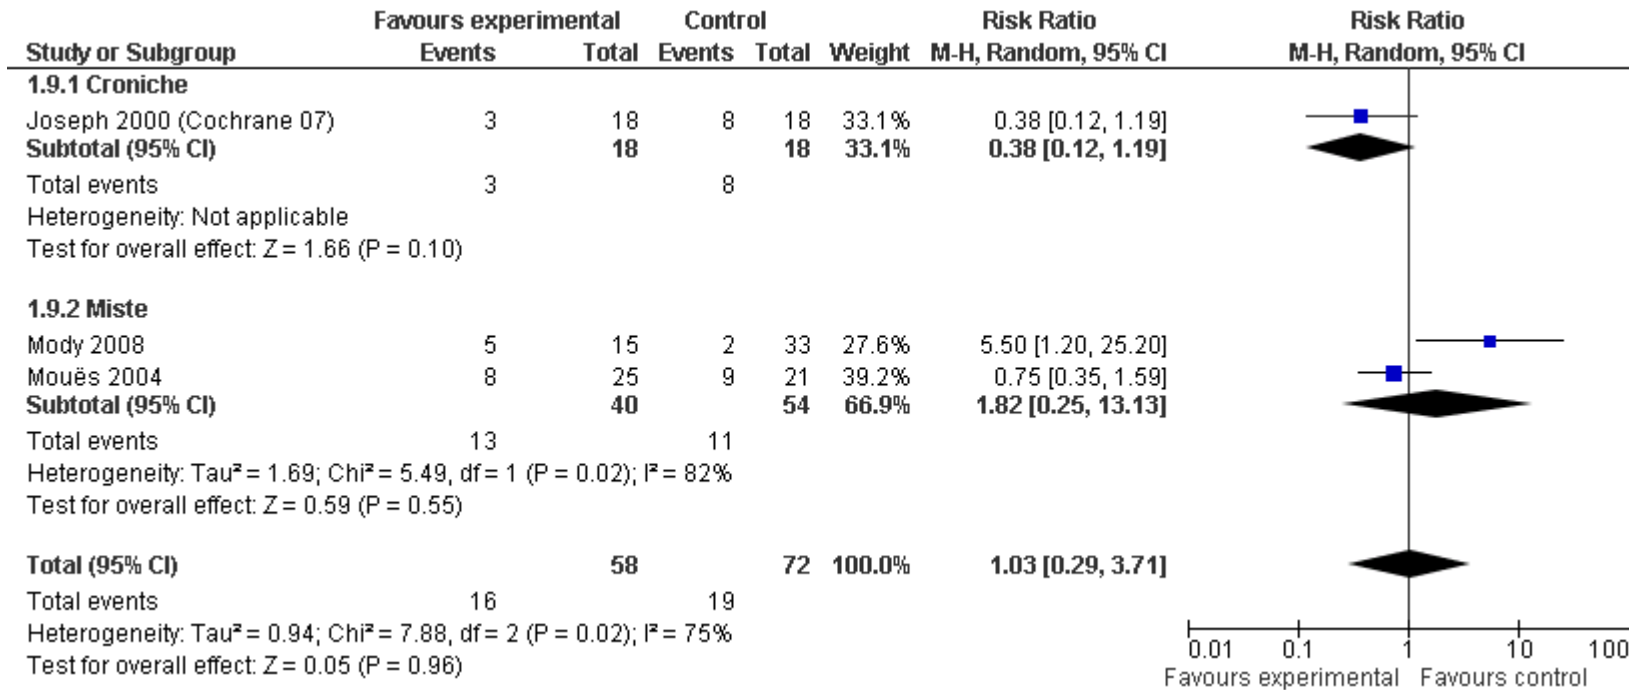 Favours experimental Control Risk Ratio Risk Ratio
Study or Subgroup Events Total Events Total Weight M-H, Random, 95% CI M-H, Random, 95% CI
1.9.1 Croniche
Joseph 2000 (Cochrane 07) 3 18 8 18 33.1% 0.38 [0.12, 1.19]
Subtotal (95% CI) 18 18 33.1% 0.38 [0.12, 1.19]
Total events 3 8
Heterogeneity: Not applicable
Test for overall effect: Z = 1.66 (P = 0.10)
1.9.2 Miste
Mody 2008 5 15 2 33 27.6% 5.50 [1.20, 25.20]
Mouës 2004 8 25 9 21 39.2% 0.75 [0.35, 1.59]
Subtotal (95% CI) 40 54 66.9% 1.82 [0.25, 13.13]
Total events 13 11
Heterogeneity: Tau² = 1.69; Chi² = 5.49, df = 1 (P = 0.02); I² = 82%
Test for overall effect: Z = 0.59 (P = 0.55)
Total (95% CI) 58 72 100.0% 1.03 [0.29, 3.71]
Total events 16 19
Heterogeneity: Tau² = 0.94; Chi² = 7.88, df = 2 (P = 0.02); I² = 75%
Test for overall effect: Z = 0.05 (P = 0.96)
0.01 0.1 1 10 100
Favours experimental Favours control